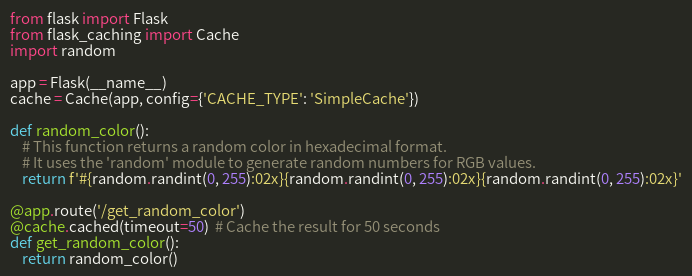 from flask import Flask
from flask_caching import Cache
import random

app = Flask(__name__)
cache = Cache(app, config={'CACHE_TYPE': 'SimpleCache'})

def random_color():
    # This function returns a random color in hexadecimal format.
    # It uses the 'random' module to generate random numbers for RGB values.
    return f'#{random.randint(0, 255):02x}{random.randint(0, 255):02x}{random.randint(0, 255):02x}'

@app.route('/get_random_color')
@cache.cached(timeout=50)  # Cache the result for 50 seconds
def get_random_color():
    return random_color()